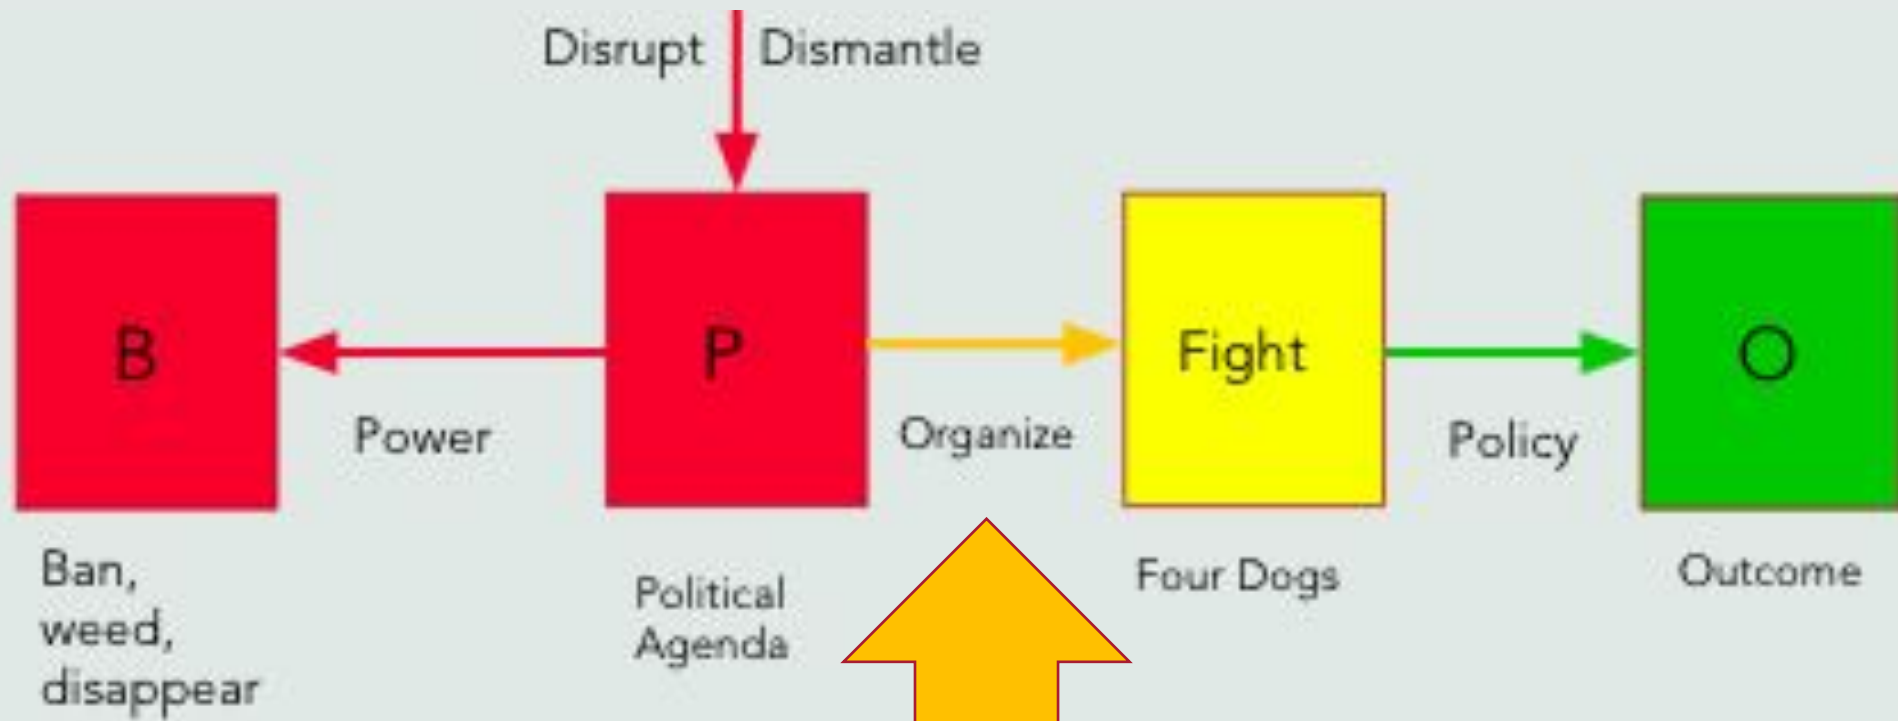 Disrupt Dismantle
B
P
Fight
O
Power
Organize
Policy
Ban,
weed,
disappear
Political
Agenda
Four Dogs
Outcome